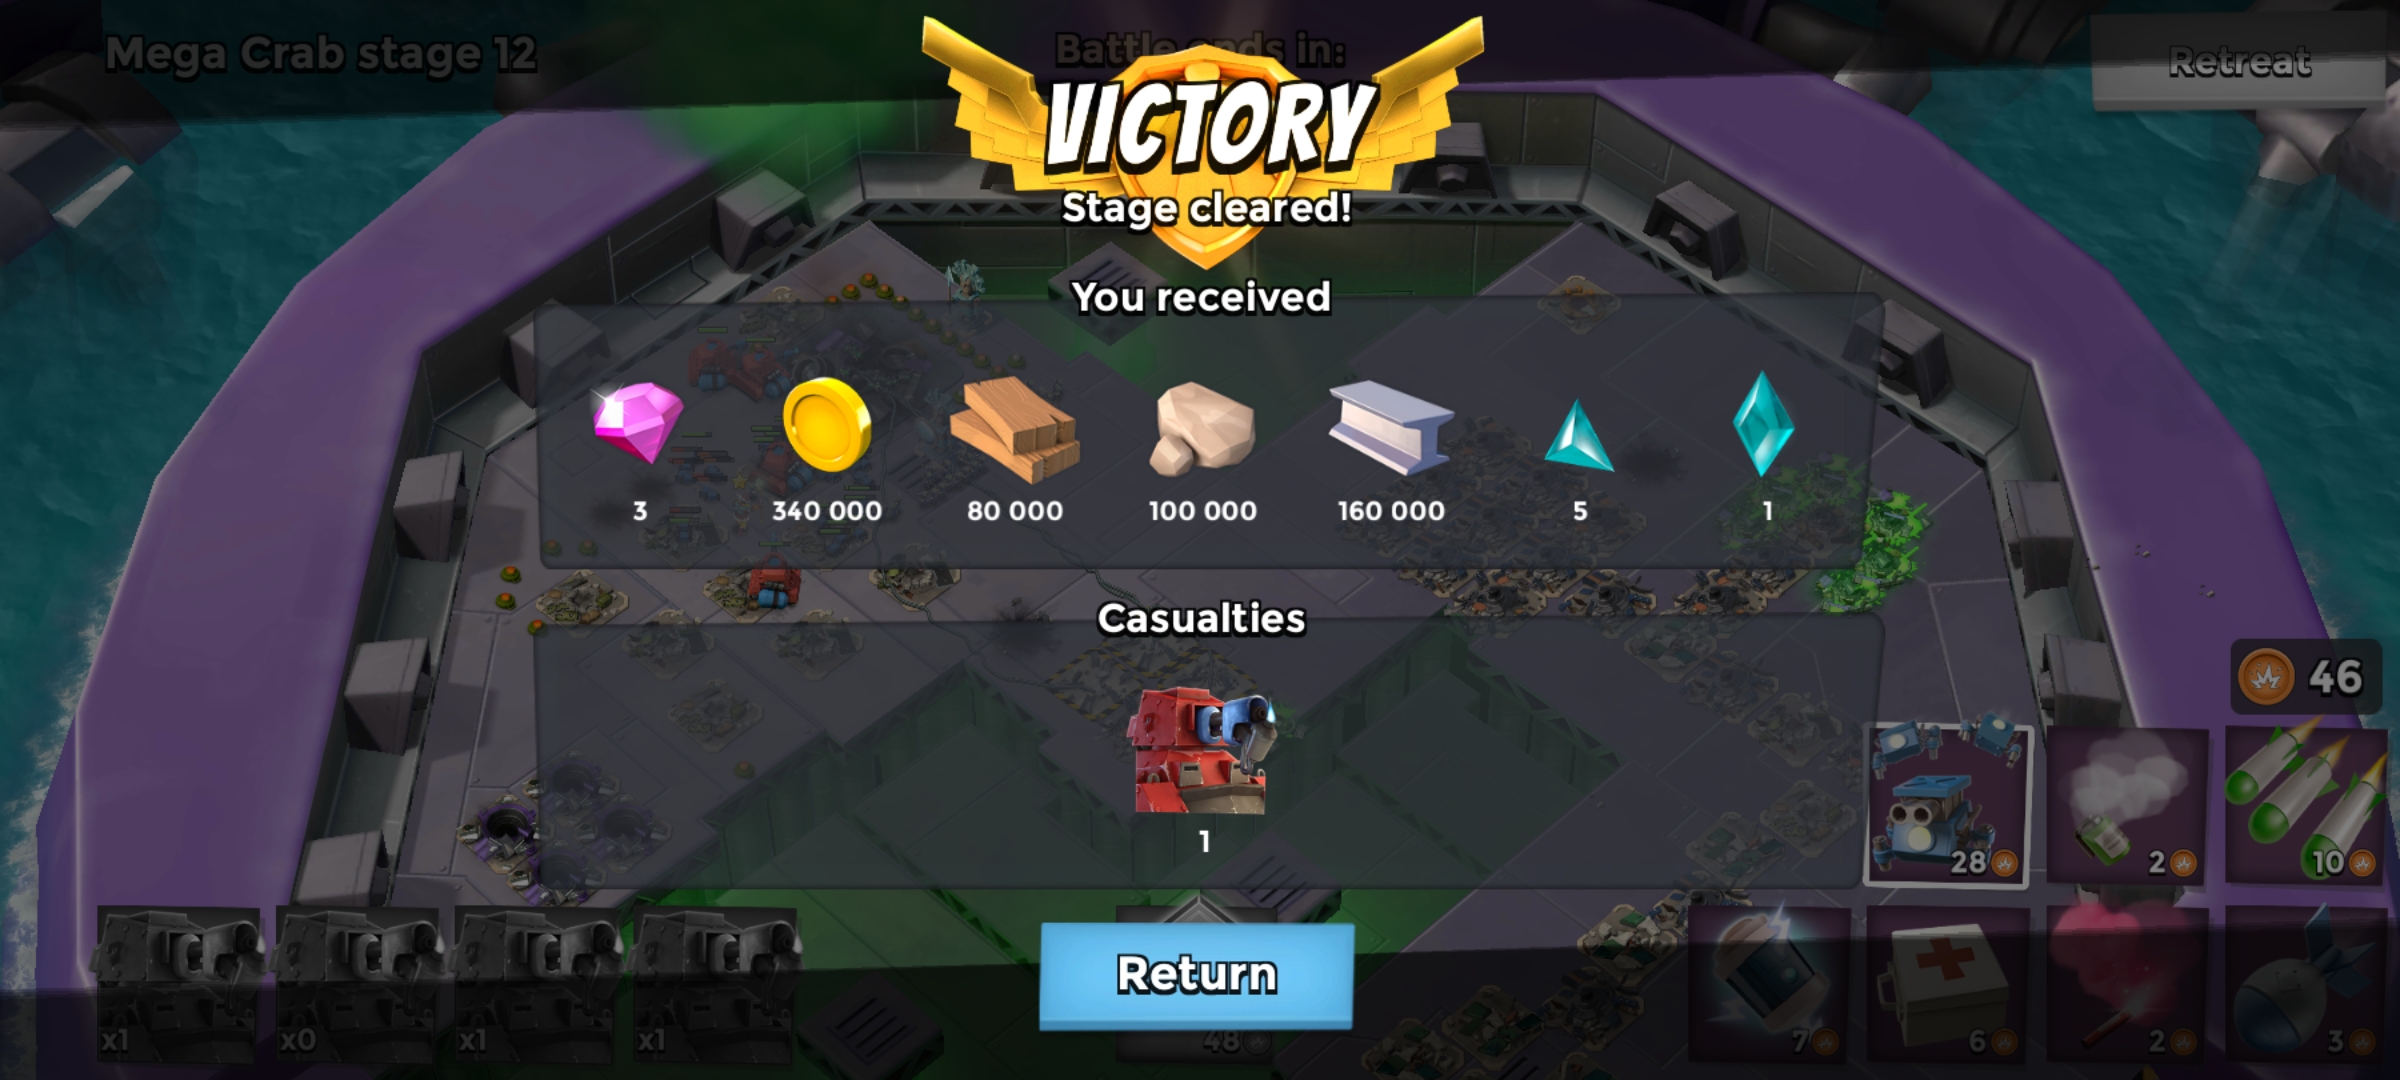 Mega Crab stage 12
Battle ends in:
Retreat
VICTORY
Stage cleared!
You received
3
340 000
80 000
100 000
160 000
5
1
Casualties
1
46
28
2
10
Return
x1
x0
x1
x1
48
7
6
2
3